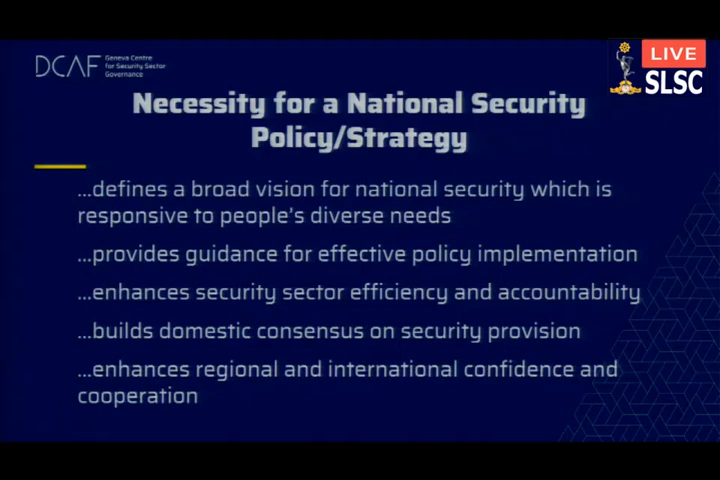 DCAF
Geneva Centre
for Security Sector
Governance
LIVE
SLSC
Necessity for a National Security
Policy/Strategy
...defines a broad vision for national security which is
responsive to people's diverse needs
...provides guidance for effective policy implementation
...enhances security sector efficiency and accountability
...builds domestic consensus on security provision
...enhances regional and international confidence and
cooperation